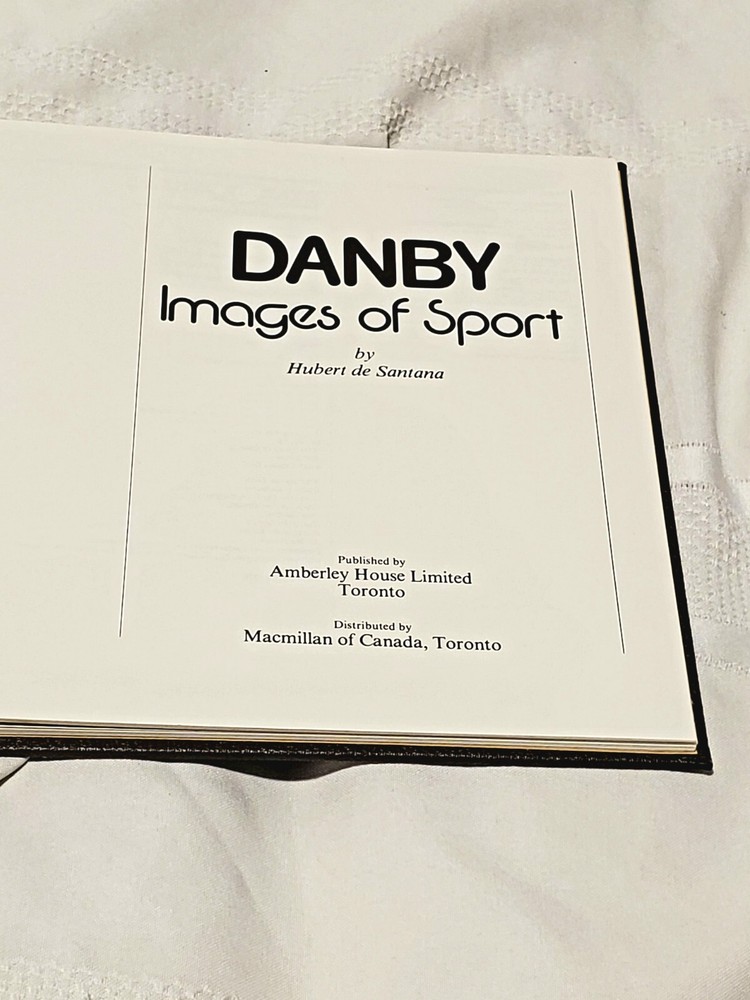 DANBY
Images of Sport
by
Hubert de Santana
Published by
Amberley House Limited
Toronto
Distributed by
Macmillan of Canada, Toronto